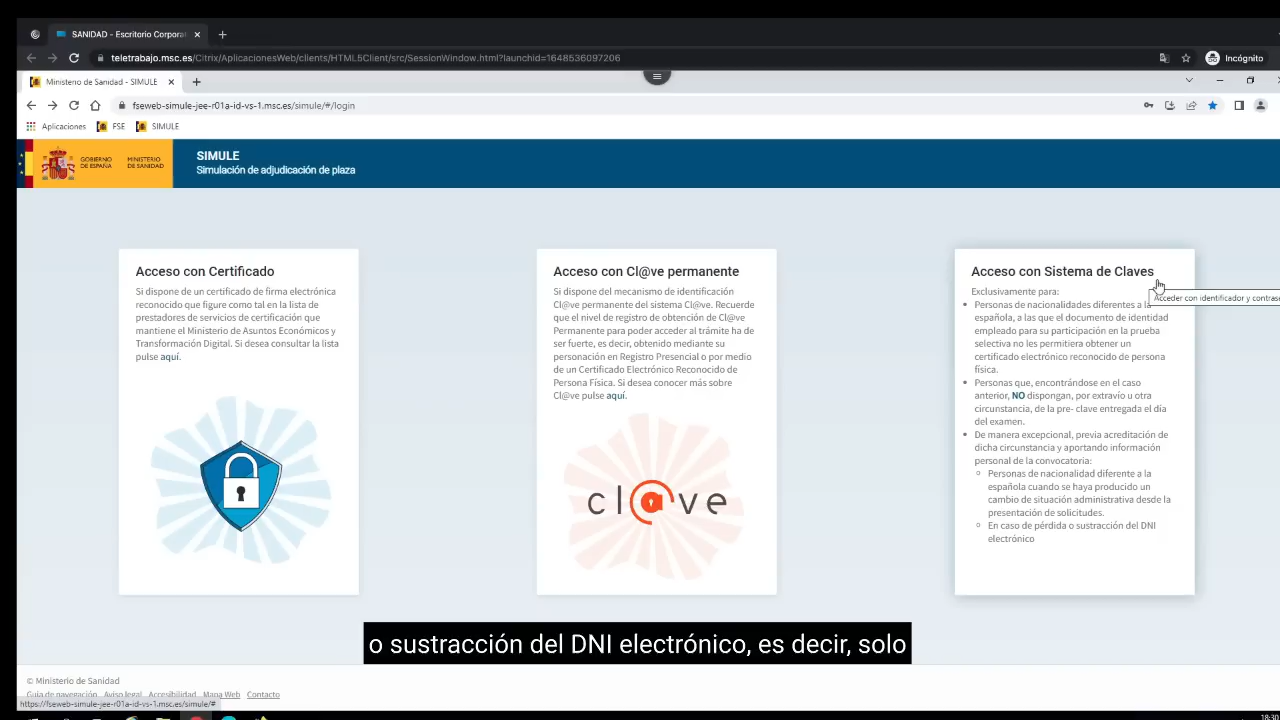 SANIDAD - Escritorio Corpora
teletrabajo.msc.es/Citrix/AplicacionesWeb/clients/HTML5Client/src/SessionWindow.html?launchid=1648536097206
Incógnito
Ministerio de Sanidad - SIMULE
fseweb-simule-jee-r01a-id-vs-1.msc.es/simule/#/login
Aplicaciones
FSE
SIMULE
GOBIERNO
DE ESPAÑA
MINISTERIO
DE SANIDAD
SIMULE
Simulación de adjudicación de plaza
Acceso con Certificado
Si dispone de un certificado de firma electrónica
reconocido que figure como tal en la lista de
prestadores de servicios de certificación que
mantiene el Ministerio de Asuntos Económicos y
Transformación Digital. Si desea consultar la lista
pulse aquí.
Acceso con Cl@ve permanente
Si dispone del mecanismo de identificación
Cl@ve permanente del sistema Cl@ve. Recuerde
que el nivel de registro de obtención de Cl@ve
Permanente para poder acceder al trámite ha de
ser fuerte, es decir, obtenido mediante su
personación en Registro Presencial o por medio
de un Certificado Electrónico Reconocido de
Persona Física. Si desea conocer más sobre
Cl@ve pulse aquí.
cl@ve
Acceso con Sistema de Claves
Exclusivamente para:
Personas de nacionalidades diferentes a la
española, a las que el documento de identidad
empleado para su participación en la prueba
selectiva no les permitiera obtener un
certificado electrónico reconocido de persona
física.
Personas que, encontrándose en el caso
anterior, NO dispongan, por extravío u otra
circunstancia, de la pre- clave entregada el día
del examen.
De manera excepcional, previa acreditación de
dicha circunstancia y aportando información
personal de la convocatoria:
Personas de nacionalidad diferente a la
española cuando se haya producido un
cambio de situación administrativa desde la
presentación de solicitudes.
En caso de pérdida o sustracción del DNI
electrónico
Acceder con identificador y contrase
o sustracción del DNI electrónico, es decir, solo
© Ministerio de Sanidad
Guía de navegación Aviso legal Accesibilidad Mapa Web Contacto
https://fseweb-simule-jee-r01a-id-vs-1.msc.es/simule/#
18:30